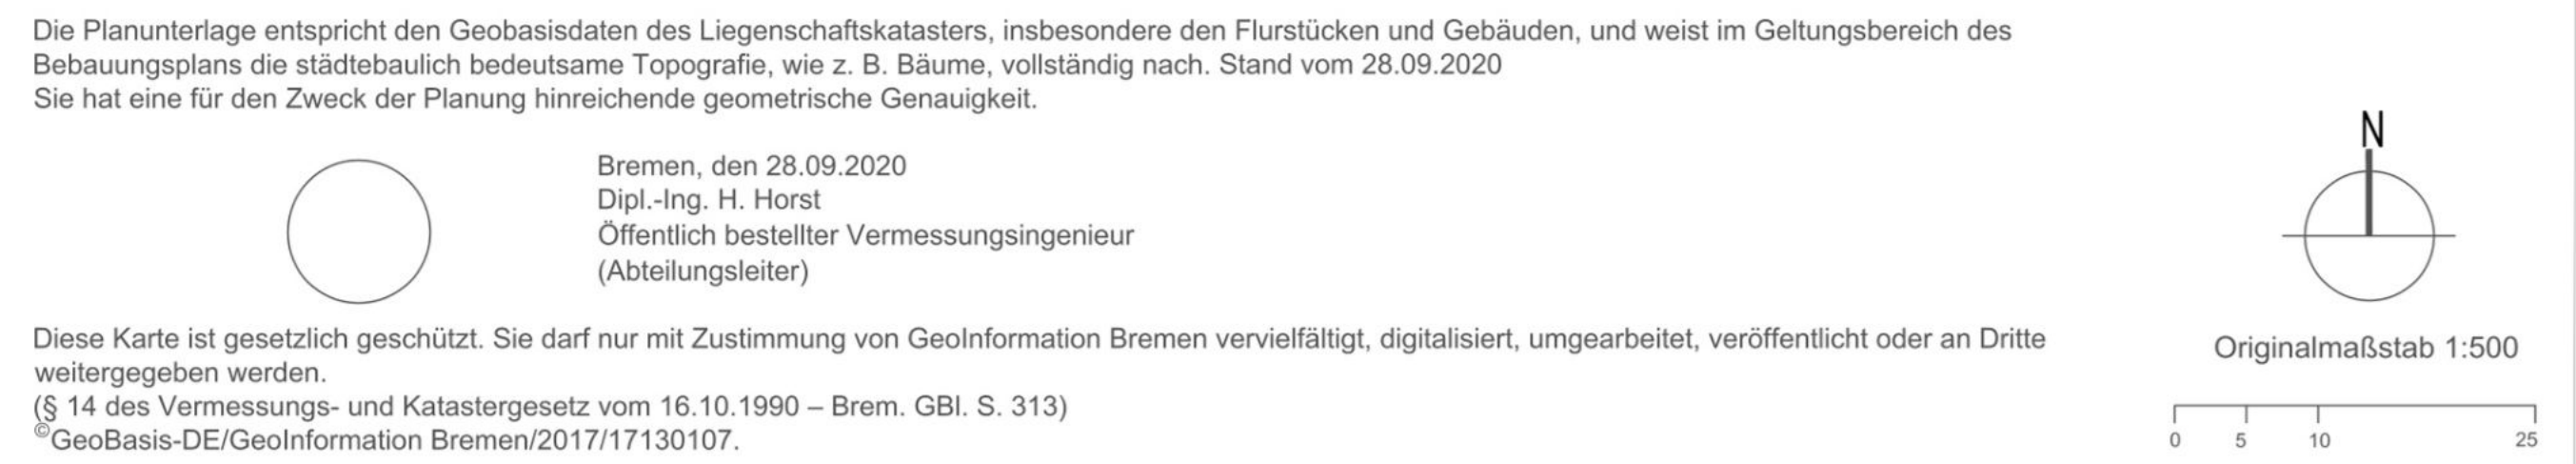 Die Planunterlage entspricht den Geobasisdaten des Liegenschaftskatasters, insbesondere den Flurstücken und Gebäuden, und weist im Geltungsbereich des
Bebauungsplans die städtebaulich bedeutsame Topografie, wie z. B. Bäume, vollständig nach. Stand vom 28.09.2020
Sie hat eine für den Zweck der Planung hinreichende geometrische Genauigkeit.
N
Bremen, den 28.09.2020
Dipl.-Ing. H. Horst
Öffentlich bestellter Vermessungsingenieur
(Abteilungsleiter)
Diese Karte ist gesetzlich geschützt. Sie darf nur mit Zustimmung von GeoInformation Bremen vervielfältigt, digitalisiert, umgearbeitet, veröffentlicht oder an Dritte
weitergegeben werden.
(§ 14 des Vermessungs- und Katastergesetz vom 16.10.1990 – Brem. GBl. S. 313)
©GeoBasis-DE/GeoInformation Bremen/2017/17130107.
Originalmaßstab 1:500
0 5 10 25